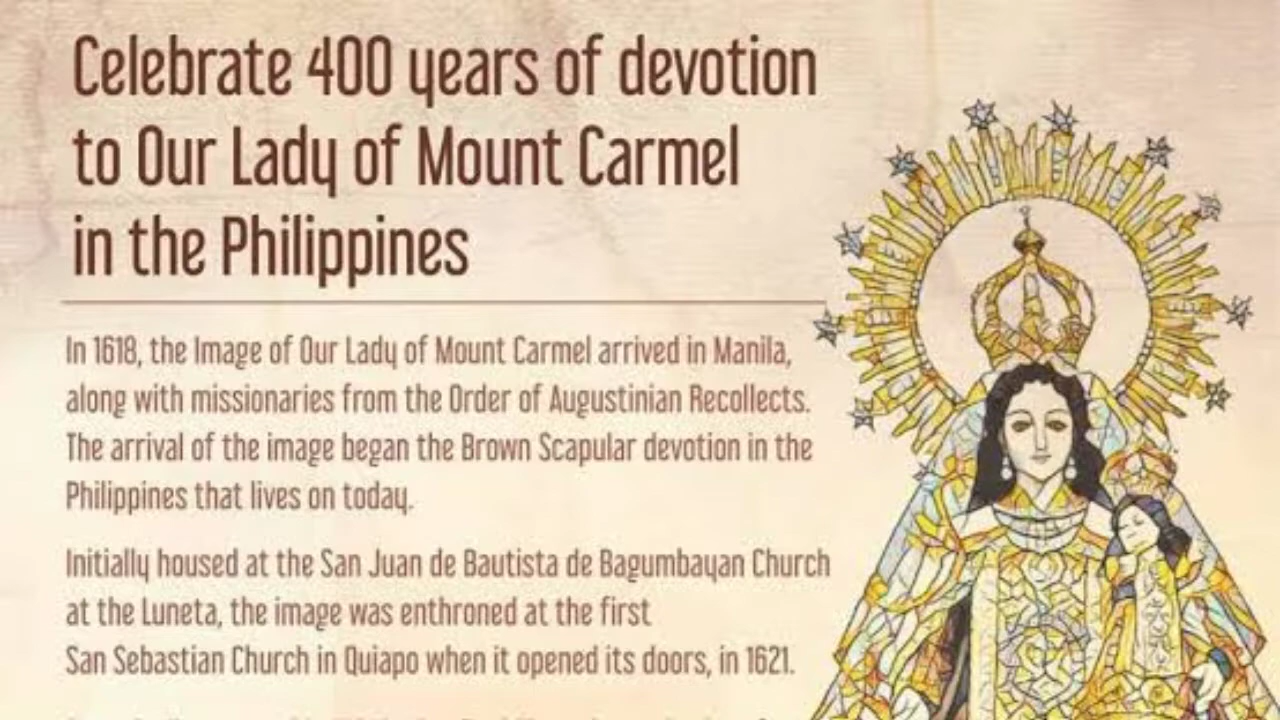 Celebrate 400 years of devotion
to Our Lady of Mount Carmel
in the Philippines
In 1618, the Image of Our Lady of Mount Carmel arrived in Manila,
along with missionaries from the Order of Augustinian Recollects.
The arrival of the image began the Brown Scapular devotion in the
Philippines that lives on today.
Initially housed at the San Juan de Bautista de Bagumbayan Church
at the Luneta, the image was enthroned at the first
San Sebastian Church in Quiapo when it opened its doors, in 1621.